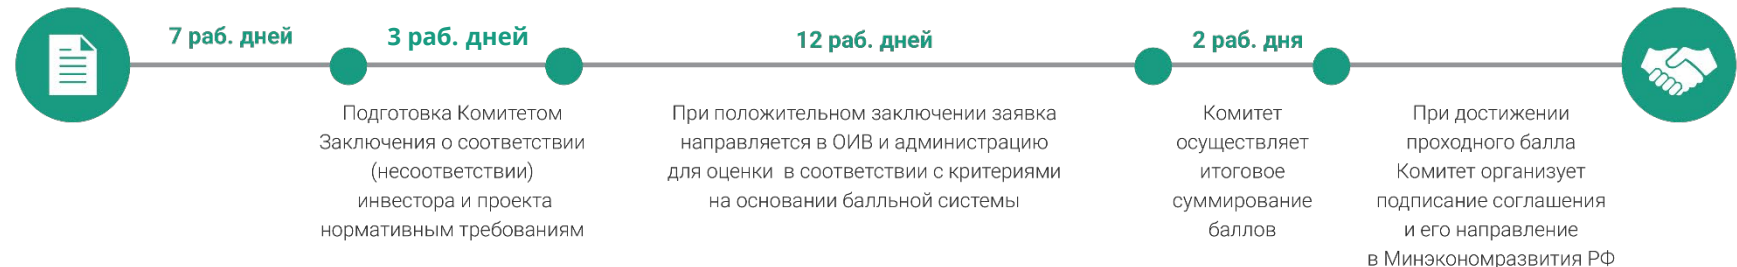 7 раб. дней
3 раб. дней
12 раб. дней
2 раб. дня
Подготовка Комитетом
Заключения о соответствии
(несоответствии)
инвестора и проекта
нормативным требованиям
При положительном заключении заявка
направляется в ОИВ и администрацию
для оценки в соответствии с критериями
на основании балльной системы
Комитет
осуществляет
итоговое
суммирование
баллов
При достижении
проходного балла
Комитет организует
подписание соглашения
и его направление
в Минэкономразвития РФ